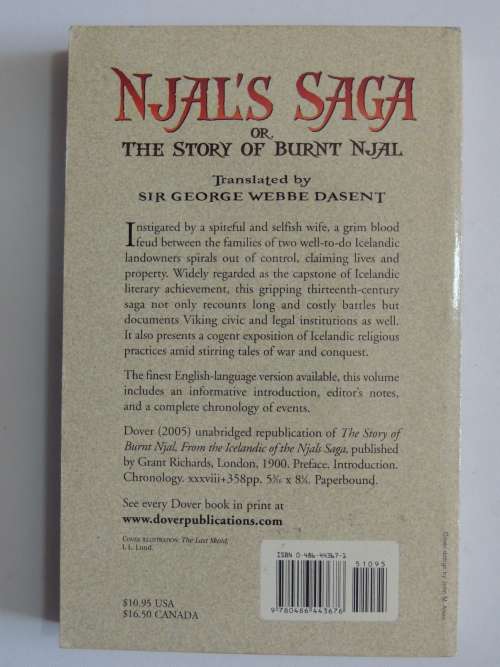 NJAL'S SAGA
OR,
THE STORY OF BURNT NJAL
Translated by
SIR GEORGE WEBBE DASENT
Instigated by a spiteful and selfish wife, a grim blood
feud between the families of two well-to-do Icelandic
landowners spirals out of control, claiming lives and
property. Widely regarded as the capstone of Icelandic
literary achievement, this gripping thirteenth-century
saga not only recounts long and costly battles but
documents Viking civic and legal institutions as well.
It also presents a cogent exposition of Icelandic religious
practices amid stirring tales of war and conquest.
The finest English-language version available, this volume
includes an informative introduction, editor's notes,
and a complete chronology of events.
Dover (2005) unabridged republication of The Story of
Burnt Njal, From the Icelandic of the Njals Saga, published
by Grant Richards, London, 1900. Preface. Introduction.
Chronology. xxxviii+358pp. 5 x 8. Paperbound.
See every Dover book in print at
www.doverpublications.com
COVER ILLUSTRATION: The Last Skald,
I. L. Lund.
ISBN 0-486-44367-2
51095
9 780486 443676
$10.95 USA
$16.50 CANADA
Cover design by John M.